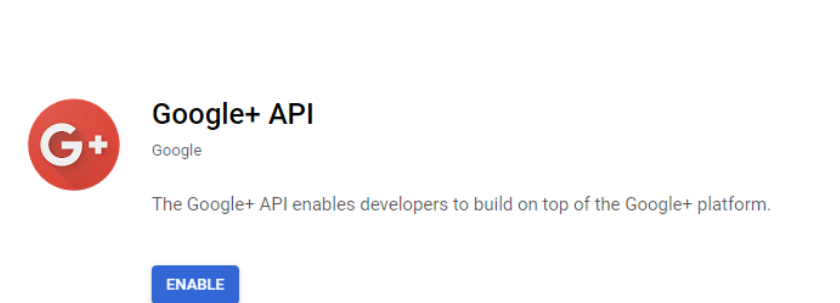 G+
Google+ API
Google
The Google+ API enables developers to build on top of the Google+ platform.
ENABLE